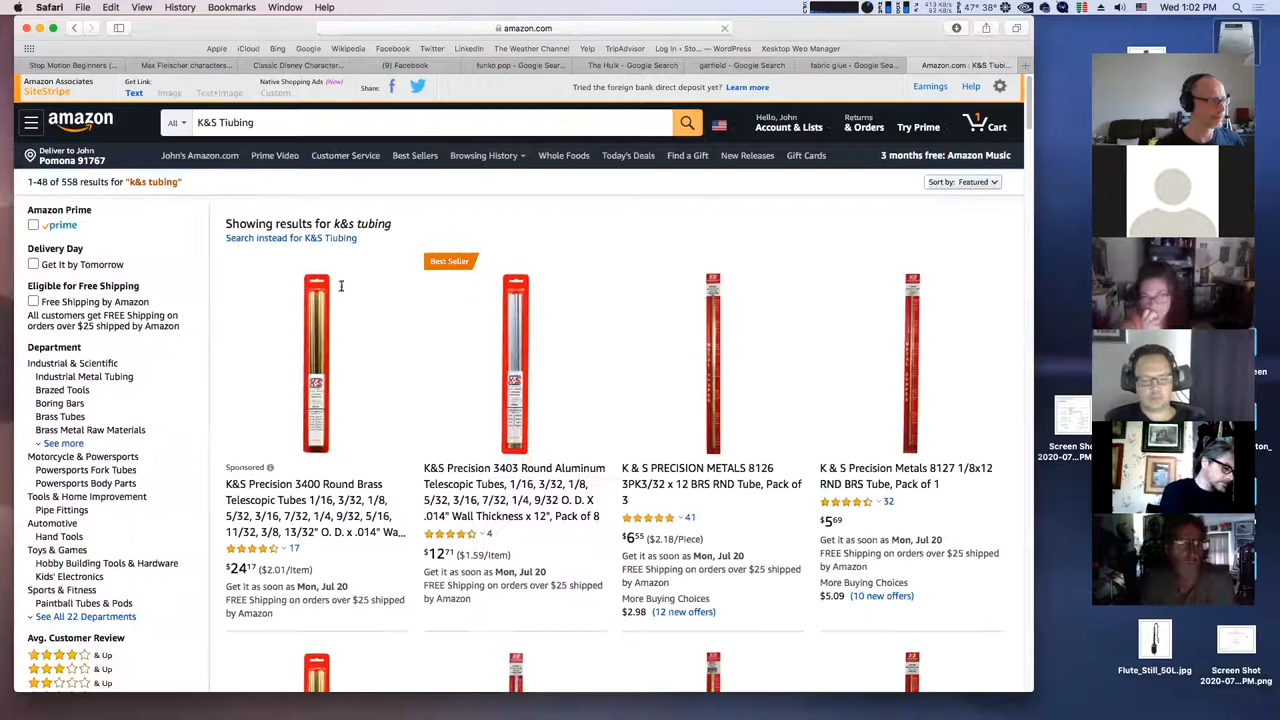 Safari File Edit View History Bookmarks Window Help 47° 38° Wed 1:02 PM
amazon.com
Apple iCloud Bing Google Wikipedia Facebook Twitter LinkedIn The Weather Channel Yelp TripAdvisor Log In ‹ Sto... — WordPress Xesktop Web Manager
Stop Motion Beginners (... Max Fleischer characters... Classic Disney Character... (9) Facebook funko pop - Google Sear... The Hulk - Google Search garfield - Google Search fabric glue - Google Sea... Amazon.com : K&S Tiubi...
Amazon Associates
SiteStripe
Get Link:
Text Image Text+Image
Native Shopping Ads (New)
Custom
Share:
Tried the foreign bank direct deposit yet? Learn more
Earnings Help
amazon
All K&S Tiubing
Hello, John
Account & Lists
Returns
& Orders
Try Prime
1
Cart
Deliver to John
Pomona 91767
John's Amazon.com Prime Video Customer Service Best Sellers Browsing History Whole Foods Today's Deals Find a Gift New Releases Gift Cards 3 months free: Amazon Music
1-48 of 558 results for "k&s tubing"
Sort by: Featured
Amazon Prime
prime
Delivery Day
Get It by Tomorrow
Eligible for Free Shipping
Free Shipping by Amazon
All customers get FREE Shipping on
orders over $25 shipped by Amazon
Department
Industrial & Scientific
Industrial Metal Tubing
Brazed Tools
Boring Bars
Brass Tubes
Brass Metal Raw Materials
See more
Motorcycle & Powersports
Powersports Fork Tubes
Powersports Body Parts
Tools & Home Improvement
Pipe Fittings
Automotive
Hand Tools
Toys & Games
Hobby Building Tools & Hardware
Kids' Electronics
Sports & Fitness
Paintball Tubes & Pods
See All 22 Departments
Avg. Customer Review
& Up
& Up
& Up
Showing results for k&s tubing
Search instead for K&S Tiubing
Sponsored
K&S Precision 3400 Round Brass
Telescopic Tubes 1/16, 3/32, 1/8,
5/32, 3/16, 7/32, 1/4, 9/32, 5/16,
11/32, 3/8, 13/32" O. D. x .014" Wa...
17
$24 17 ($2.01/Item)
Get it as soon as Mon, Jul 20
FREE Shipping on orders over $25 shipped
by Amazon
Best Seller
K&S Precision 3403 Round Aluminum
Telescopic Tubes, 1/16, 3/32, 1/8,
5/32, 3/16, 7/32, 1/4, 9/32 O. D. X
.014" Wall Thickness x 12", Pack of 8
4
$12 71 ($1.59/Item)
Get it as soon as Mon, Jul 20
FREE Shipping on orders over $25 shipped
by Amazon
K & S PRECISION METALS 8126
3PK3/32 x 12 BRS RND Tube, Pack of
3
41
$6 55 ($2.18/Piece)
Get it as soon as Mon, Jul 20
FREE Shipping on orders over $25 shipped
by Amazon
More Buying Choices
$2.98 (12 new offers)
K & S Precision Metals 8127 1/8x12
RND BRS Tube, Pack of 1
32
$5 69
Get it as soon as Mon, Jul 20
FREE Shipping on orders over $25 shipped
by Amazon
More Buying Choices
$5.09 (10 new offers)
Flute_Still_50L.jpg
Screen Shot
2020-07...PM.png